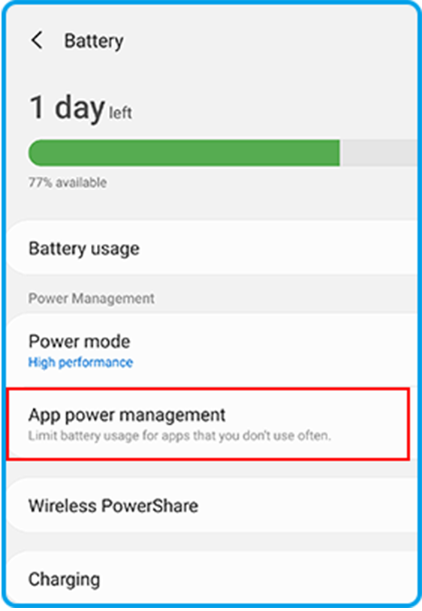 Battery
1 day left
77% available
Battery usage
Power Management
Power mode
High performance
App power management
Limit battery usage for apps that you don't use often.
Wireless PowerShare
Charging